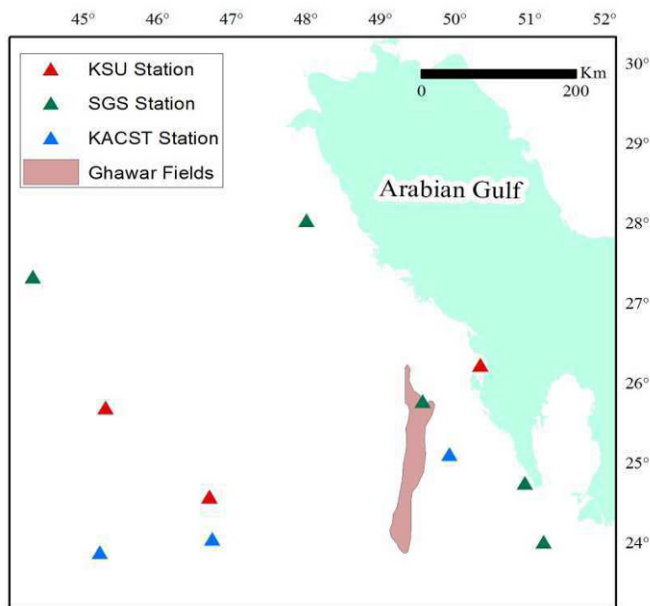 45° 46° 47° 48° 49° 50° 51° 52°
KSU Station
SGS Station
KACST Station
Ghawar Fields
Km
0 200
Arabian Gulf
30°
29°
28°
27°
26°
25°
24°